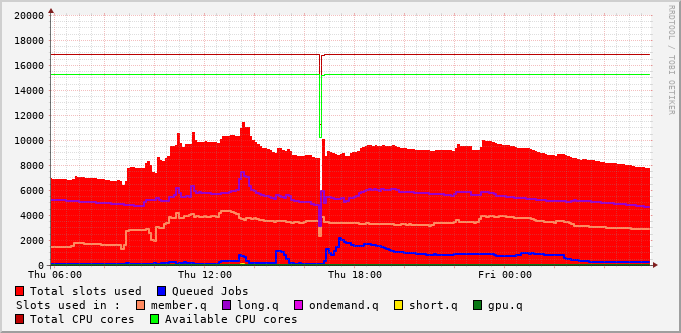 20000
18000
16000
14000
12000
10000
8000
6000
4000
2000
0
Thu 06:00 Thu 12:00 Thu 18:00 Fri 00:00
RRDTOOL / TOBI OETIKER
Total slots used Queued Jobs
Slots used in : member.q long.q ondemand.q short.q gpu.q
Total CPU cores Available CPU cores